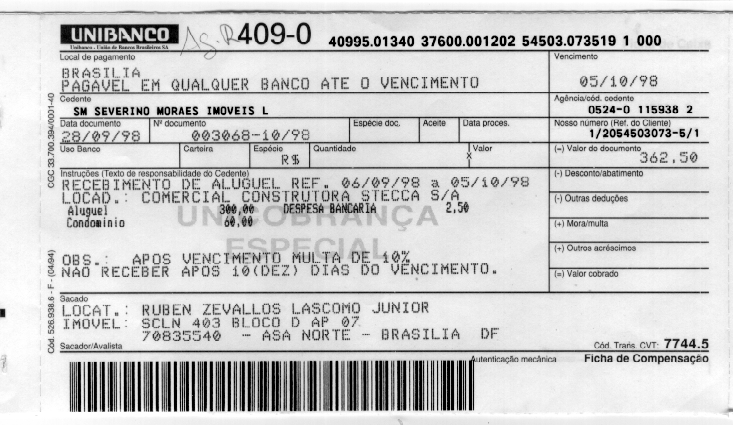 UNIBANCO 409-0 40995.01340 37600.001202 54503.073519 1 000
Unibanco - União de Bancos Brasileiros SA
Local de pagamento Vencimento
BRASILIA
PAGAVEL EM QUALQUER BANCO ATE O VENCIMENTO 05/10/98
Cedente Agência/cód. cedente
SM SEVERINO MORAES IMOVEIS L 0524-0 115938 2
Data documento Nº documento Espécie doc. Aceite Data proces. Nosso número (Ref. do Cliente)
28/09/98 003068-10/98 1/2054503073-5/1
Uso Banco Carteira Espécie Quantidade Valor (=) Valor do documento
R$ X 362,50
Instruções (Texto de responsabilidade do Cedente) (-) Desconto/abatimento
RECEBIMENTO DE ALUGUEL REF. 06/09/98 a 05/10/98
LOCAD.: COMERCIAL CONSTRUTORA STECCA S/A (-) Outras deduções
Aluguel 300,00 DESPESA BANCARIA 2,50
Condominio 60,00 (+) Mora/multa
UNICOBRANÇA
ESPECIAL
(+) Outros acréscimos
OBS.: APOS VENCIMENTO MULTA DE 10%
NAO RECEBER APOS 10(DEZ) DIAS DO VENCIMENTO. (=) Valor cobrado
Sacado
LOCAT.: RUBEN ZEVALLOS LASCOMO JUNIOR
IMOVEL: SCLN 403 BLOCO D AP 07
70835540 - ASA NORTE - BRASILIA DF
Sacador/Avalista Cód. Trans. CVT: 7744.5
Autenticação mecânica Ficha de Compensação
CGC 33.700.394/0001-40
Cód. 526.938.6 - F - (04/94)